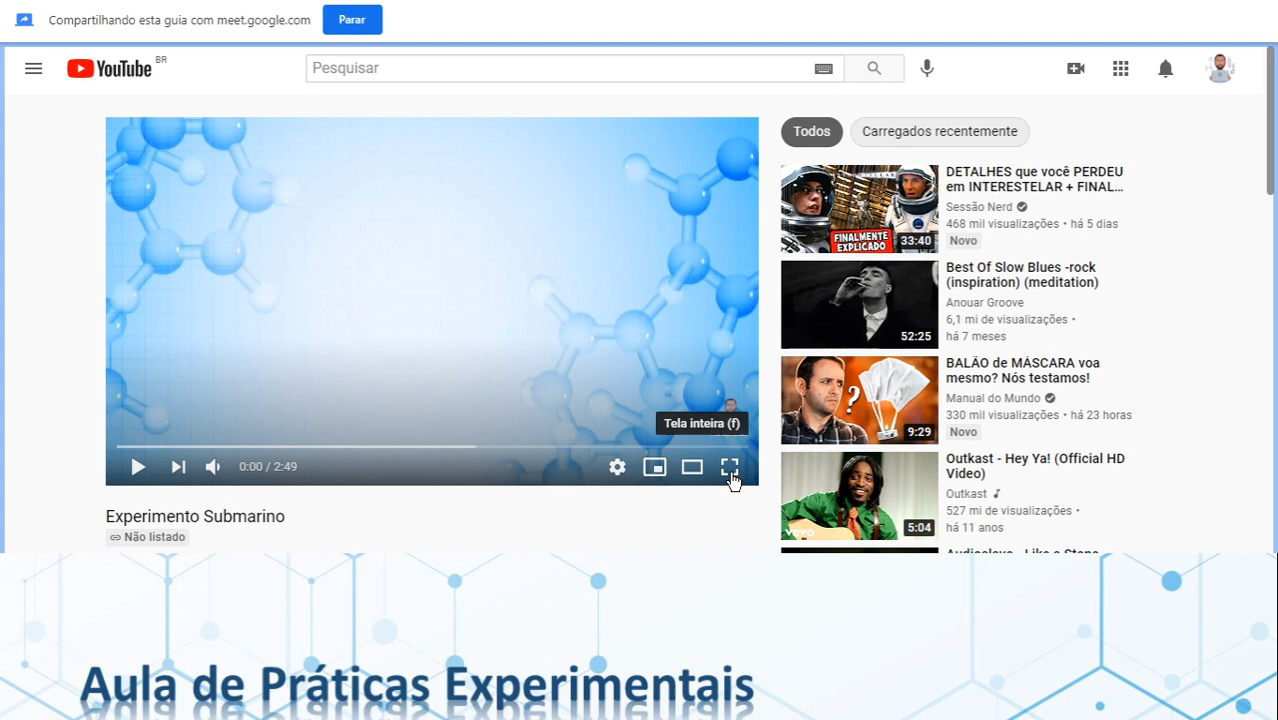 Compartilhando esta guia com meet.google.com
Parar
YouTube BR
Pesquisar
Todos
Carregados recentemente
DETALHES que você PERDEU
em INTERESTELAR + FINAL...
Sessão Nerd
468 mil visualizações • há 5 dias
Novo
FINALMENTE
EXPLICADO
33:40
Best Of Slow Blues -rock
(inspiration) (meditation)
Anouar Groove
6,1 mi de visualizações •
há 7 meses
52:25
BALÃO de MÁSCARA voa
mesmo? Nós testamos!
Manual do Mundo
330 mil visualizações • há 23 horas
Novo
?
9:29
Outkast - Hey Ya! (Official HD
Video)
Outkast
527 mi de visualizações •
há 11 anos
vevo
5:04
Tela inteira (f)
0:00 / 2:49
Experimento Submarino
Não listado
Aula de Práticas Experimentais